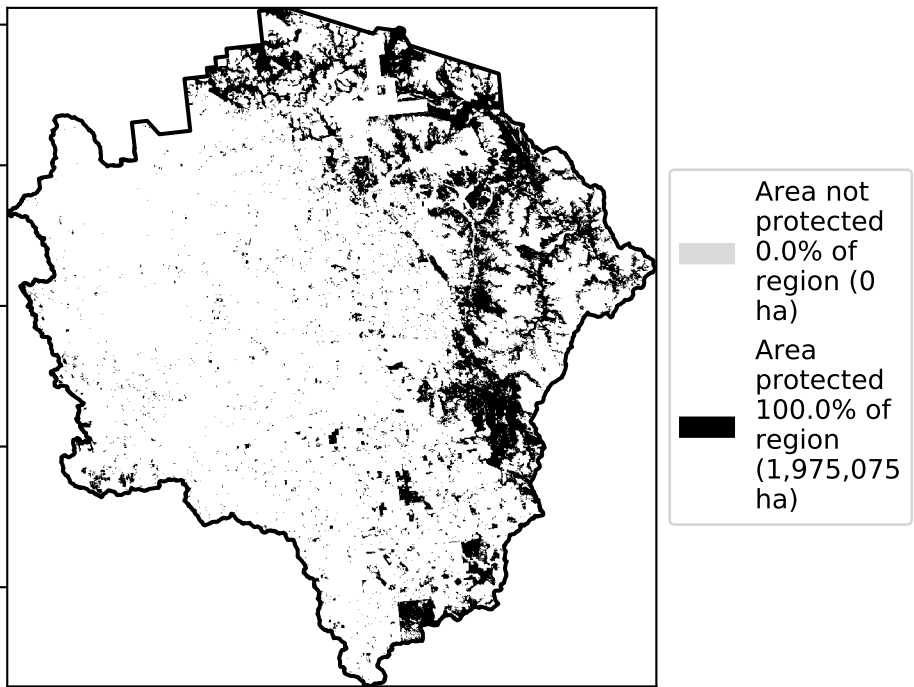 Area not
protected
0.0% of
region (0
ha)
Area
protected
100.0% of
region
(1,975,075
ha)